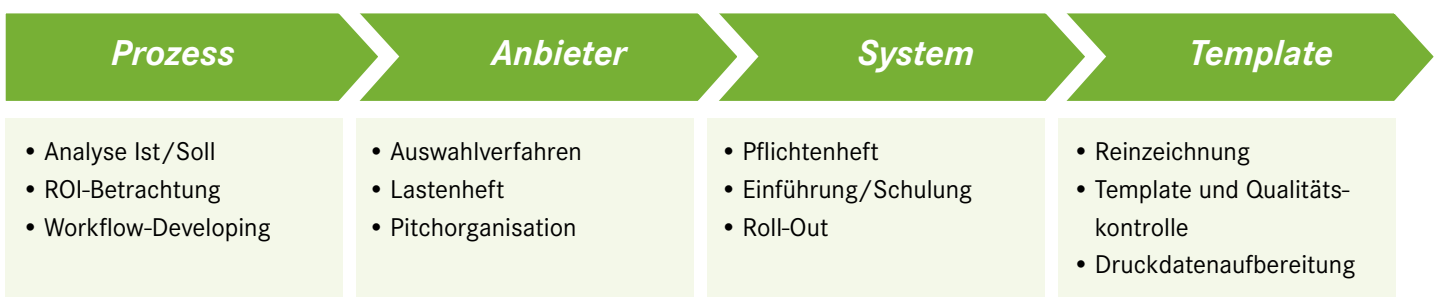 Prozess
Analyse Ist/Soll
ROI-Betrachtung
Workflow-Developing
Anbieter
Auswahlverfahren
Lastenheft
Pitchorganisation
System
Pflichtenheft
Einführung/Schulung
Roll-Out
Template
Reinzeichnung
Template und Qualitäts-
kontrolle
Druckdatenaufbereitung